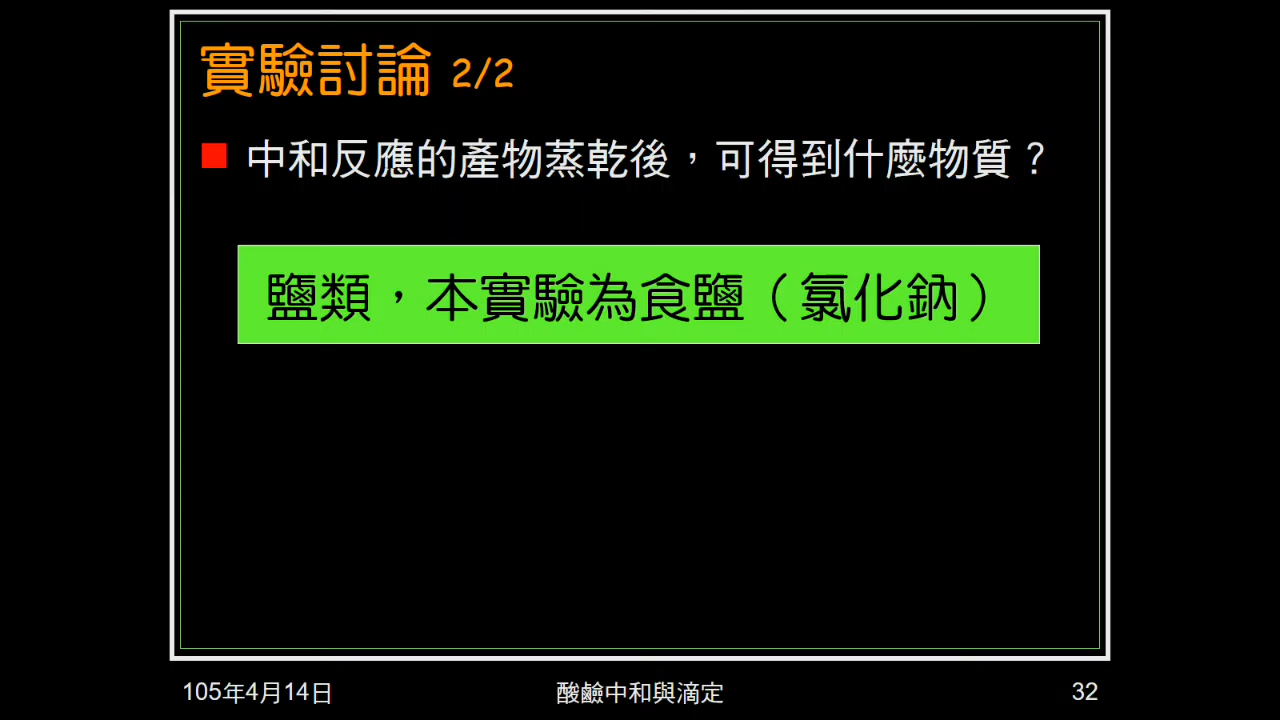 實驗討論 2/2
中和反應的產物蒸乾後，可得到什麼物質？
鹽類，本實驗為食鹽（氯化鈉）
105年4月14日
酸鹼中和與滴定
32